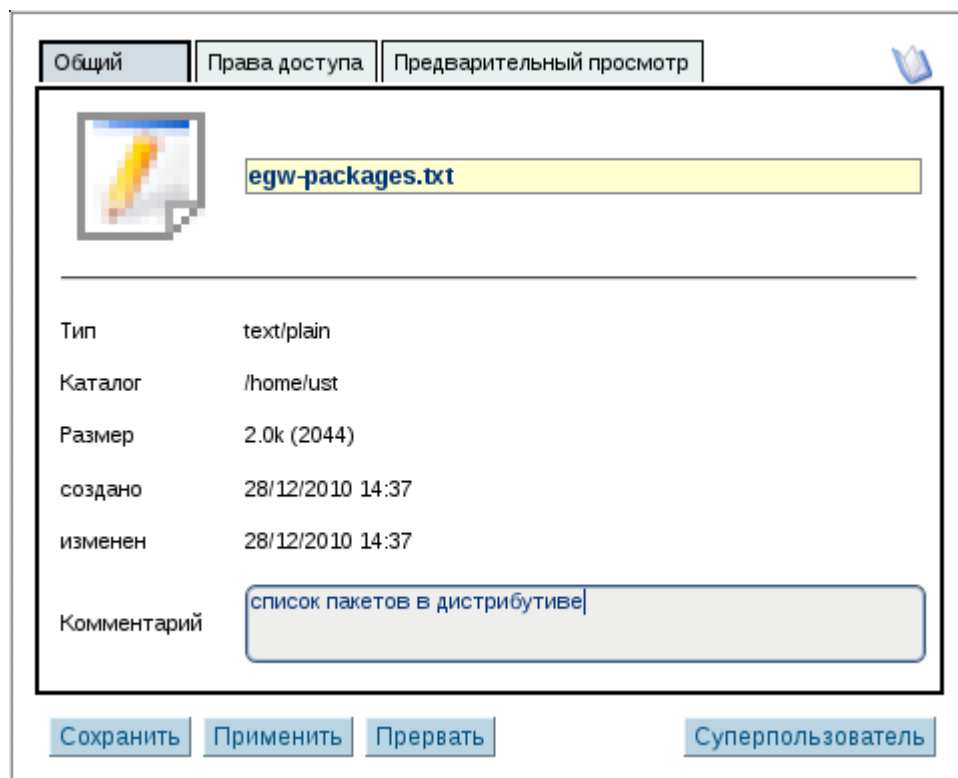 Общий Права доступа Предварительный просмотр
egw-packages.txt
Тип text/plain
Каталог /home/ust
Размер 2.0k (2044)
создано 28/12/2010 14:37
изменен 28/12/2010 14:37
Комментарий список пакетов в дистрибутиве
Сохранить Применить Прервать Суперпользователь